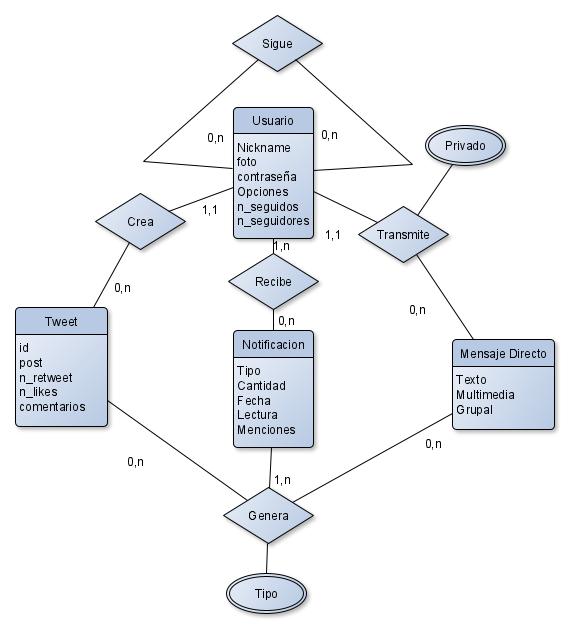 Sigue
0,n
0,n
Usuario
Nickname
foto
contraseña
Opciones
n_seguidos
n_seguidores
Privado
Crea
1,1
1,1
Transmite
1,n
Recibe
0,n
0,n
0,n
Tweet
id
post
n_retweet
n_likes
comentarios
Notificacion
Tipo
Cantidad
Fecha
Lectura
Menciones
Mensaje Directo
Texto
Multimedia
Grupal
0,n
0,n
1,n
Genera
Tipo